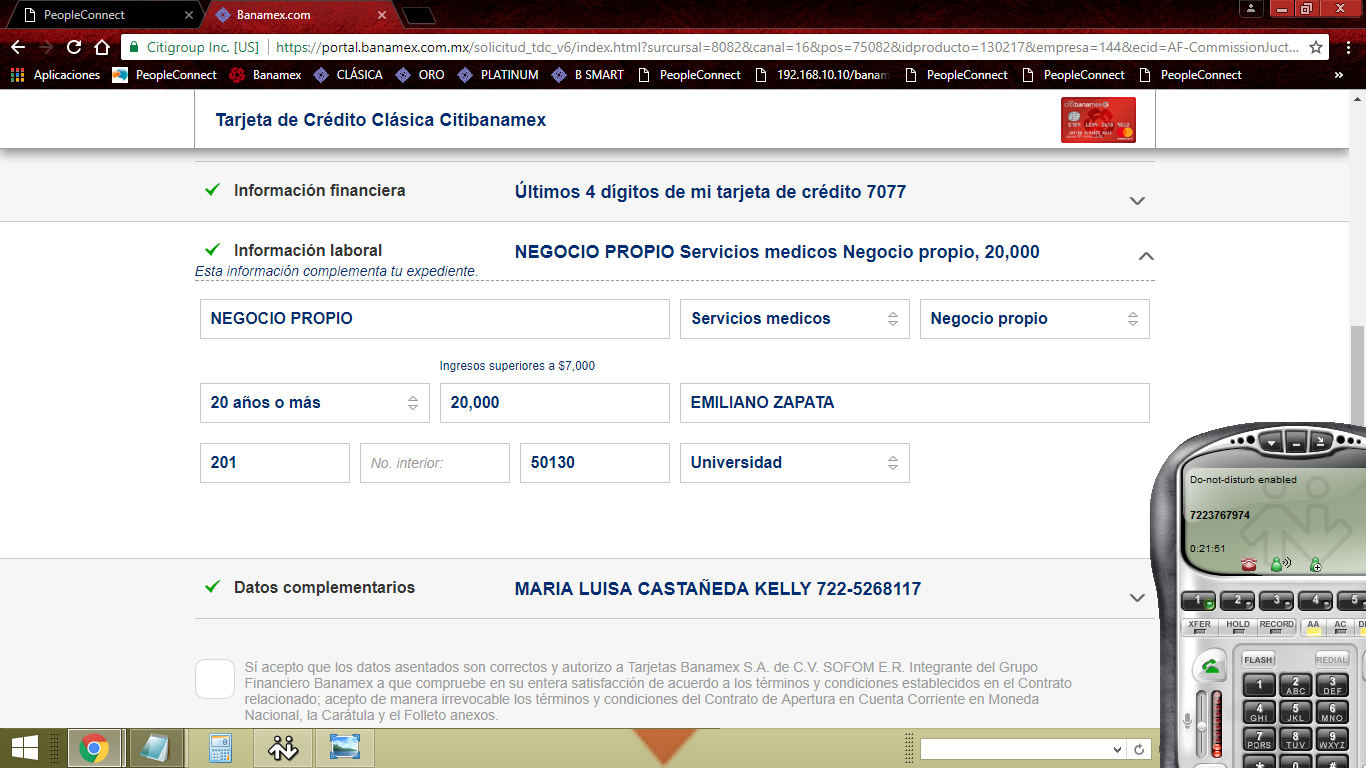 PeopleConnect
Banamex.com
Citigroup Inc. [US]
https://portal.banamex.com.mx/solicitud_tdc_v6/index.html?surcursal=8082&canal=16&pos=75082&idproducto=130217&empresa=144&ecid=AF-CommissionJuct...
Aplicaciones
PeopleConnect
Banamex
CLÁSICA
ORO
PLATINUM
B SMART
PeopleConnect
192.168.10.10/banam
PeopleConnect
PeopleConnect
PeopleConnect
»
Tarjeta de Crédito Clásica Citibanamex
citibanamex
Información financiera
Últimos 4 dígitos de mi tarjeta de crédito 7077
Información laboral
NEGOCIO PROPIO Servicios medicos Negocio propio, 20,000
Esta información complementa tu expediente.
NEGOCIO PROPIO
Servicios medicos
Negocio propio
Ingresos superiores a $7,000
20 años o más
20,000
EMILIANO ZAPATA
201
No. interior:
50130
Universidad
Datos complementarios
MARIA LUISA CASTAÑEDA KELLY 722-5268117
Sí acepto que los datos asentados son correctos y autorizo a Tarjetas Banamex S.A. de C.V. SOFOM E.R. Integrante del Grupo
Financiero Banamex a que compruebe en su entera satisfacción de acuerdo a los términos y condiciones establecidos en el Contrato
relacionado; acepto de manera irrevocable los términos y condiciones del Contrato de Apertura en Cuenta Corriente en Moneda
Nacional, la Carátula y el Folleto anexos.
Do-not-disturb enabled
7223767974
0:21:51
1 2 3 4 5
XFER HOLD RECORD AA AC
FLASH REDIAL
1 2 ABC 3 DEF
4 GHI 5 JKL 6 MNO
7 PQRS 8 TUV 9 WXYZ
* 0 #